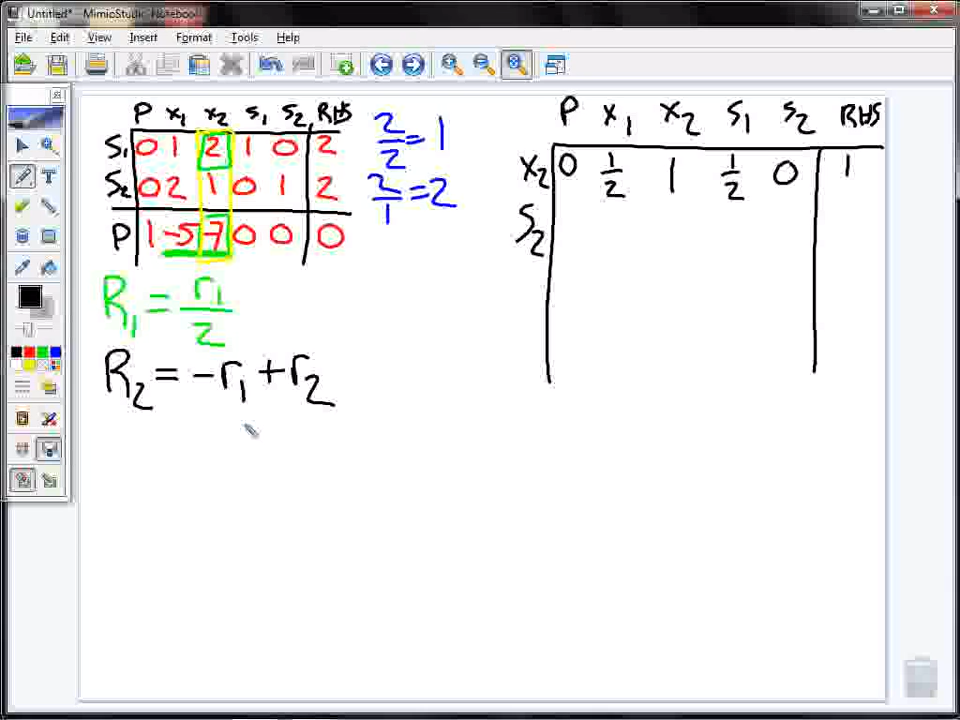 Untitled* - MimioStudio Notebook
File Edit View Insert Format Tools Help
P x₁ x₂ s₁ s₂ RHS
S₁ 0 1 2 1 0 2
S₂ 0 2 1 0 1 2
P 1 -5 -7 0 0 0
2/2 = 1
2/1 = 2
R₁ = r₁/2
R₂ = -r₁ + r₂
P x₁ x₂ s₁ s₂ RHS
x₂ 0 1/2 1 1/2 0 1
S₂